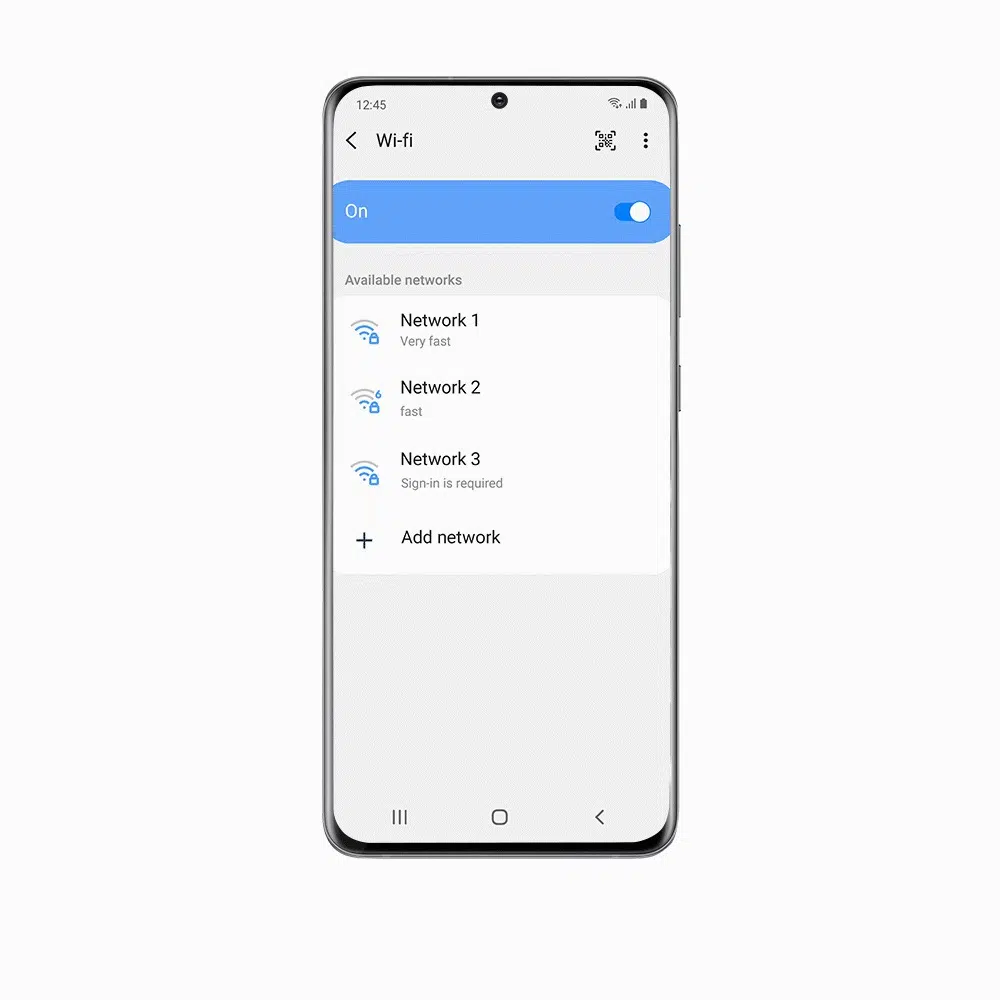 12:45
Wi-fi
On
Available networks
Network 1
Very fast
6
Network 2
fast
Network 3
Sign-in is required
Add network